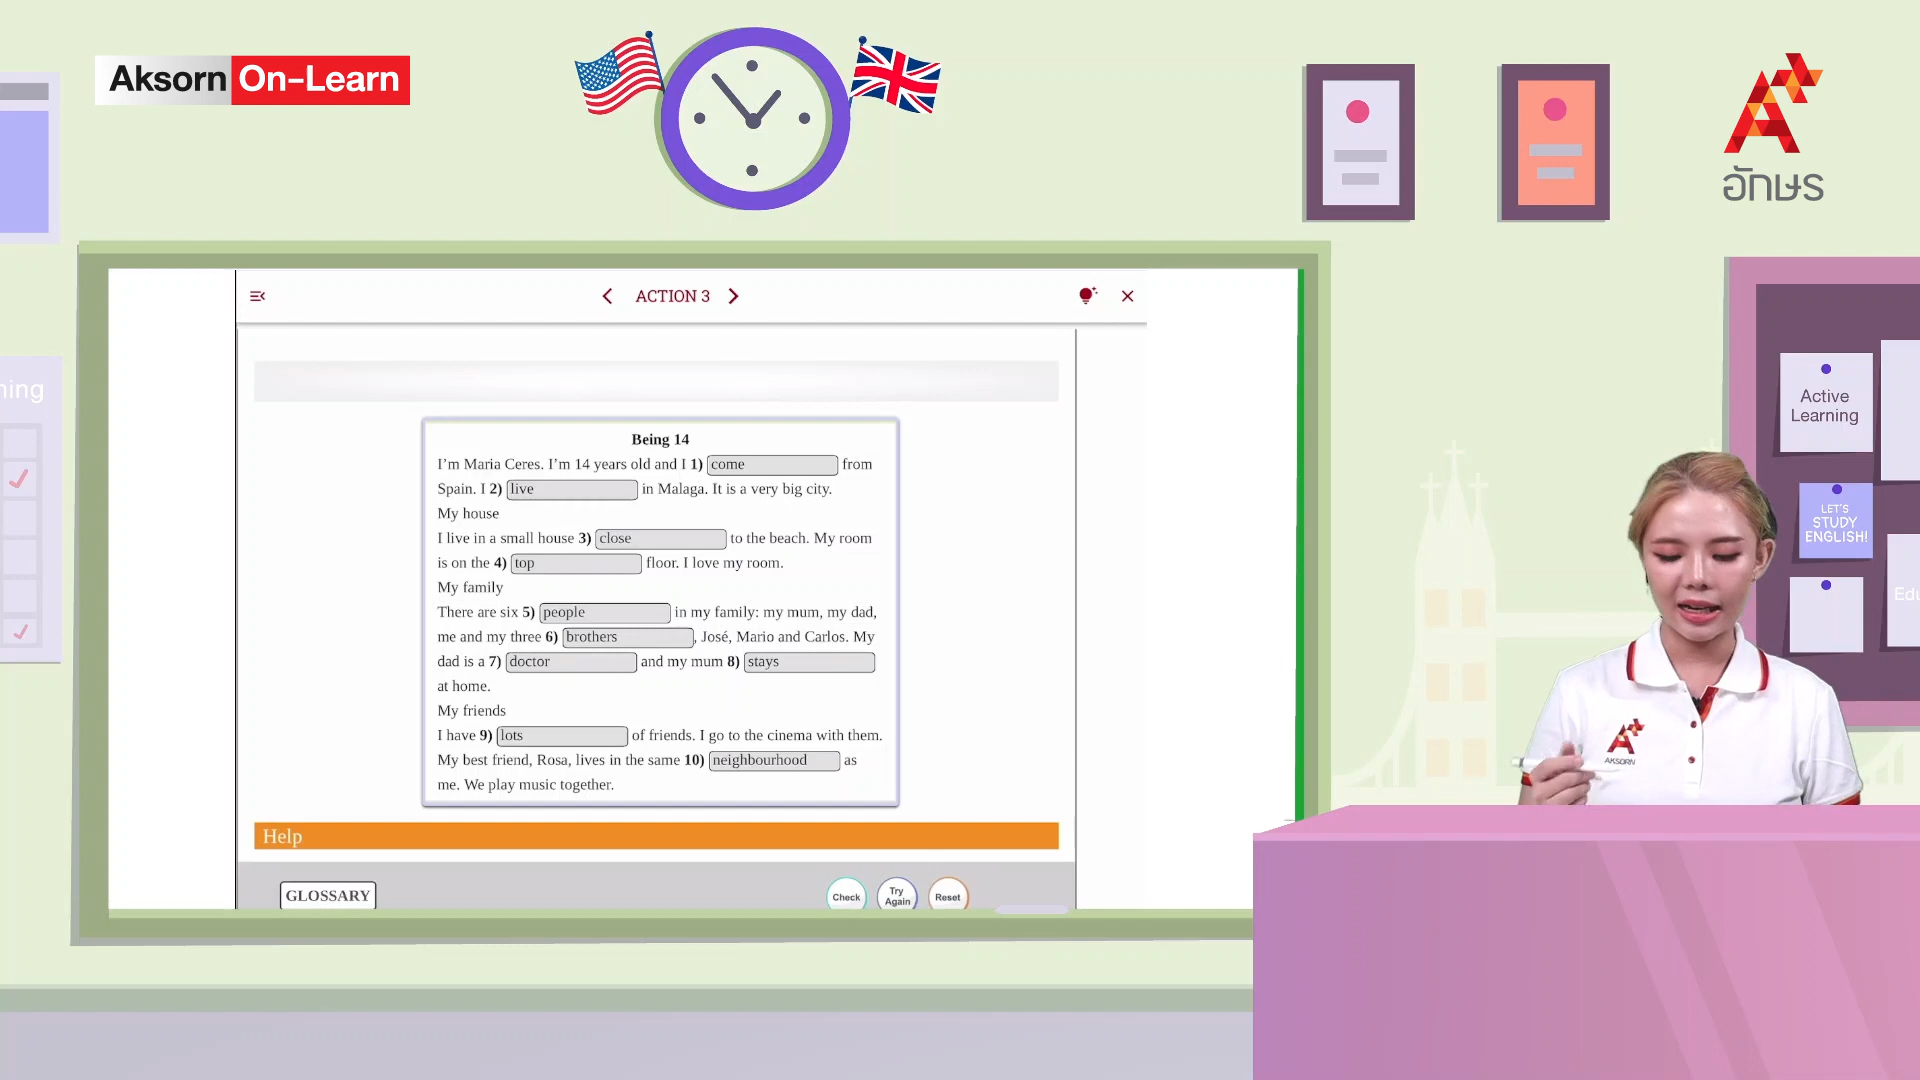 Aksorn On-Learn
อักษร
ning
ACTION 3
Being 14
I'm Maria Ceres. I'm 14 years old and I 1) come from
Spain. I 2) live in Malaga. It is a very big city.
My house
I live in a small house 3) close to the beach. My room
is on the 4) top floor. I love my room.
My family
There are six 5) people in my family: my mum, my dad,
me and my three 6) brothers, José, Mario and Carlos. My
dad is a 7) doctor and my mum 8) stays
at home.
My friends
I have 9) lots of friends. I go to the cinema with them.
My best friend, Rosa, lives in the same 10) neighbourhood as
me. We play music together.
Help
GLOSSARY
Check
Try
Again
Reset
Active
Learning
LET'S
STUDY
ENGLISH!
Edu
AKSORN